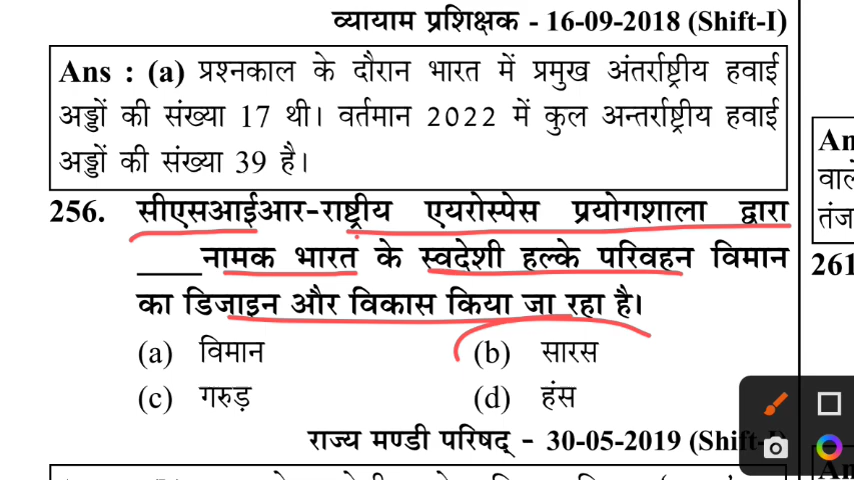 व्यायाम प्रशिक्षक - 16-09-2018 (Shift-I)
Ans : (a) प्रश्नकाल के दौरान भारत में प्रमुख अंतर्राष्ट्रीय हवाई
अड्डों की संख्या 17 थी। वर्तमान 2022 में कुल अन्तर्राष्ट्रीय हवाई
अड्डों की संख्या 39 है।
256. सीएसआईआर-राष्ट्रीय एयरोस्पेस प्रयोगशाला द्वारा
____नामक भारत के स्वदेशी हल्के परिवहन विमान
का डिजाइन और विकास किया जा रहा है।
(a) विमान (b) सारस
(c) गरुड़ (d) हंस
राज्य मण्डी परिषद् - 30-05-2019 (Shift-I)
An
वाले
तंज
261